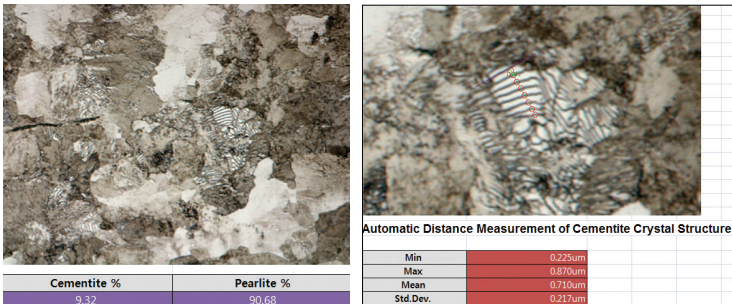 Cementite %
Pearlite %
9.32
90.68
Automatic Distance Measurement of Cementite Crystal Structure
Min
0.225um
Max
0.870um
Mean
0.710um
Std.Dev.
0.217um